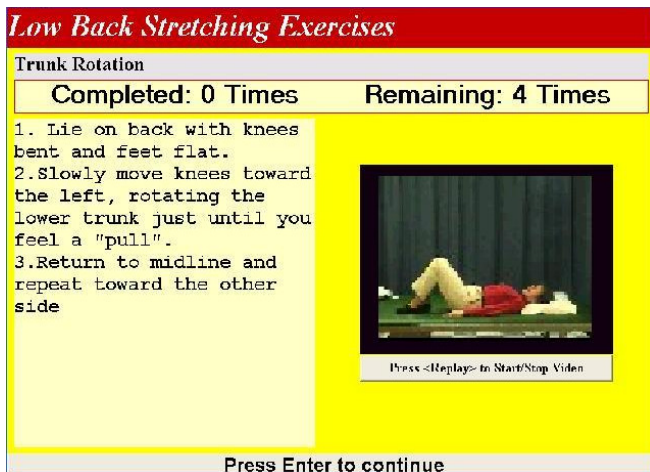 Low Back Stretching Exercises
Trunk Rotation
Completed: 0 Times Remaining: 4 Times
1. Lie on back with knees
bent and feet flat.
2.Slowly move knees toward
the left, rotating the
lower trunk just until you
feel a "pull".
3.Return to midline and
repeat toward the other
side
Press <Replay> to Start/Stop Video
Press Enter to continue